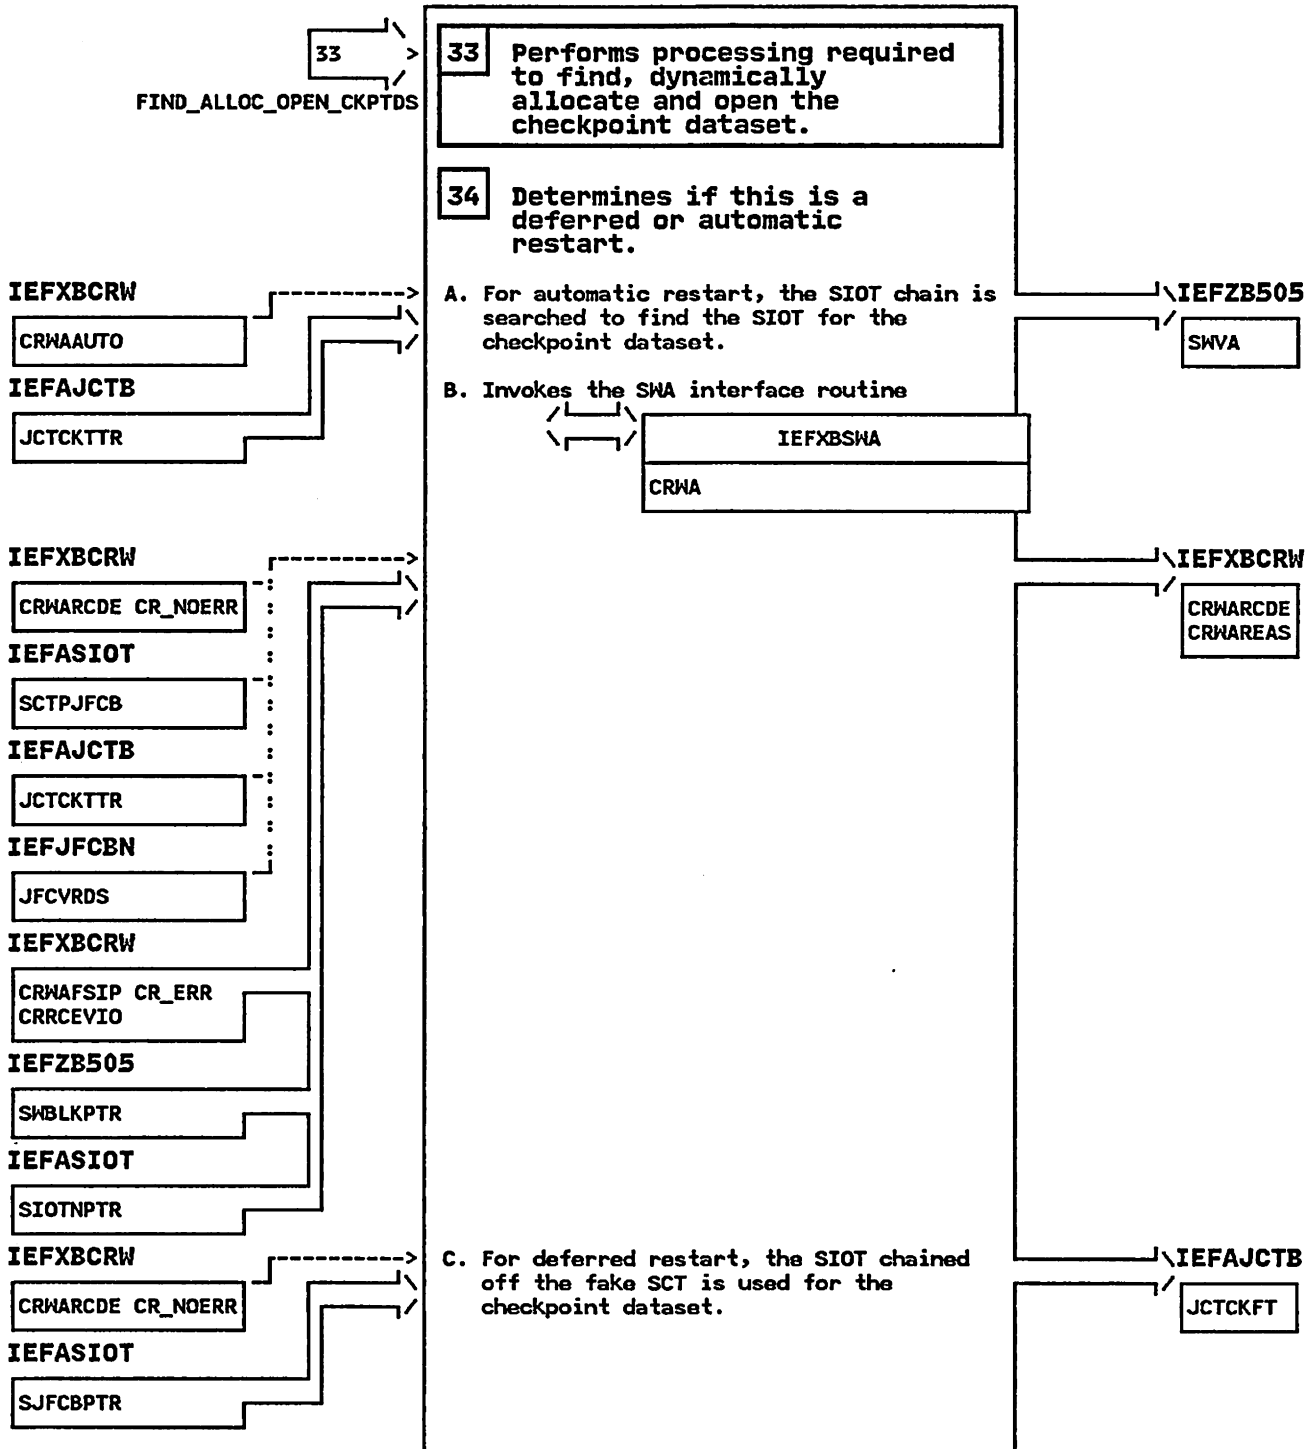 33
FIND_ALLOC_OPEN_CKPTDS
33 Performs processing required
to find, dynamically
allocate and open the
checkpoint dataset.
34 Determines if this is a
deferred or automatic
restart.
IEFXBCRW
CRWAAUTO
IEFAJCTB
JCTCKTTR
A. For automatic restart, the SIOT chain is
searched to find the SIOT for the
checkpoint dataset.
IEFZB505
SWVA
B. Invokes the SWA interface routine
IEFXBSWA
CRWA
IEFXBCRW
CRWARCDE CR_NOERR
IEFASIOT
SCTPJFCB
IEFAJCTB
JCTCKTTR
IEFJFCBN
JFCVRDS
IEFXBCRW
CRWAFSIP CR_ERR
CRRCEVIO
IEFZB505
SWBLKPTR
IEFASIOT
SIOTNPTR
IEFXBCRW
CRWARCDE
CRWAREAS
IEFXBCRW
CRWARCDE CR_NOERR
IEFASIOT
SJFCBPTR
C. For deferred restart, the SIOT chained
off the fake SCT is used for the
checkpoint dataset.
IEFAJCTB
JCTCKFT